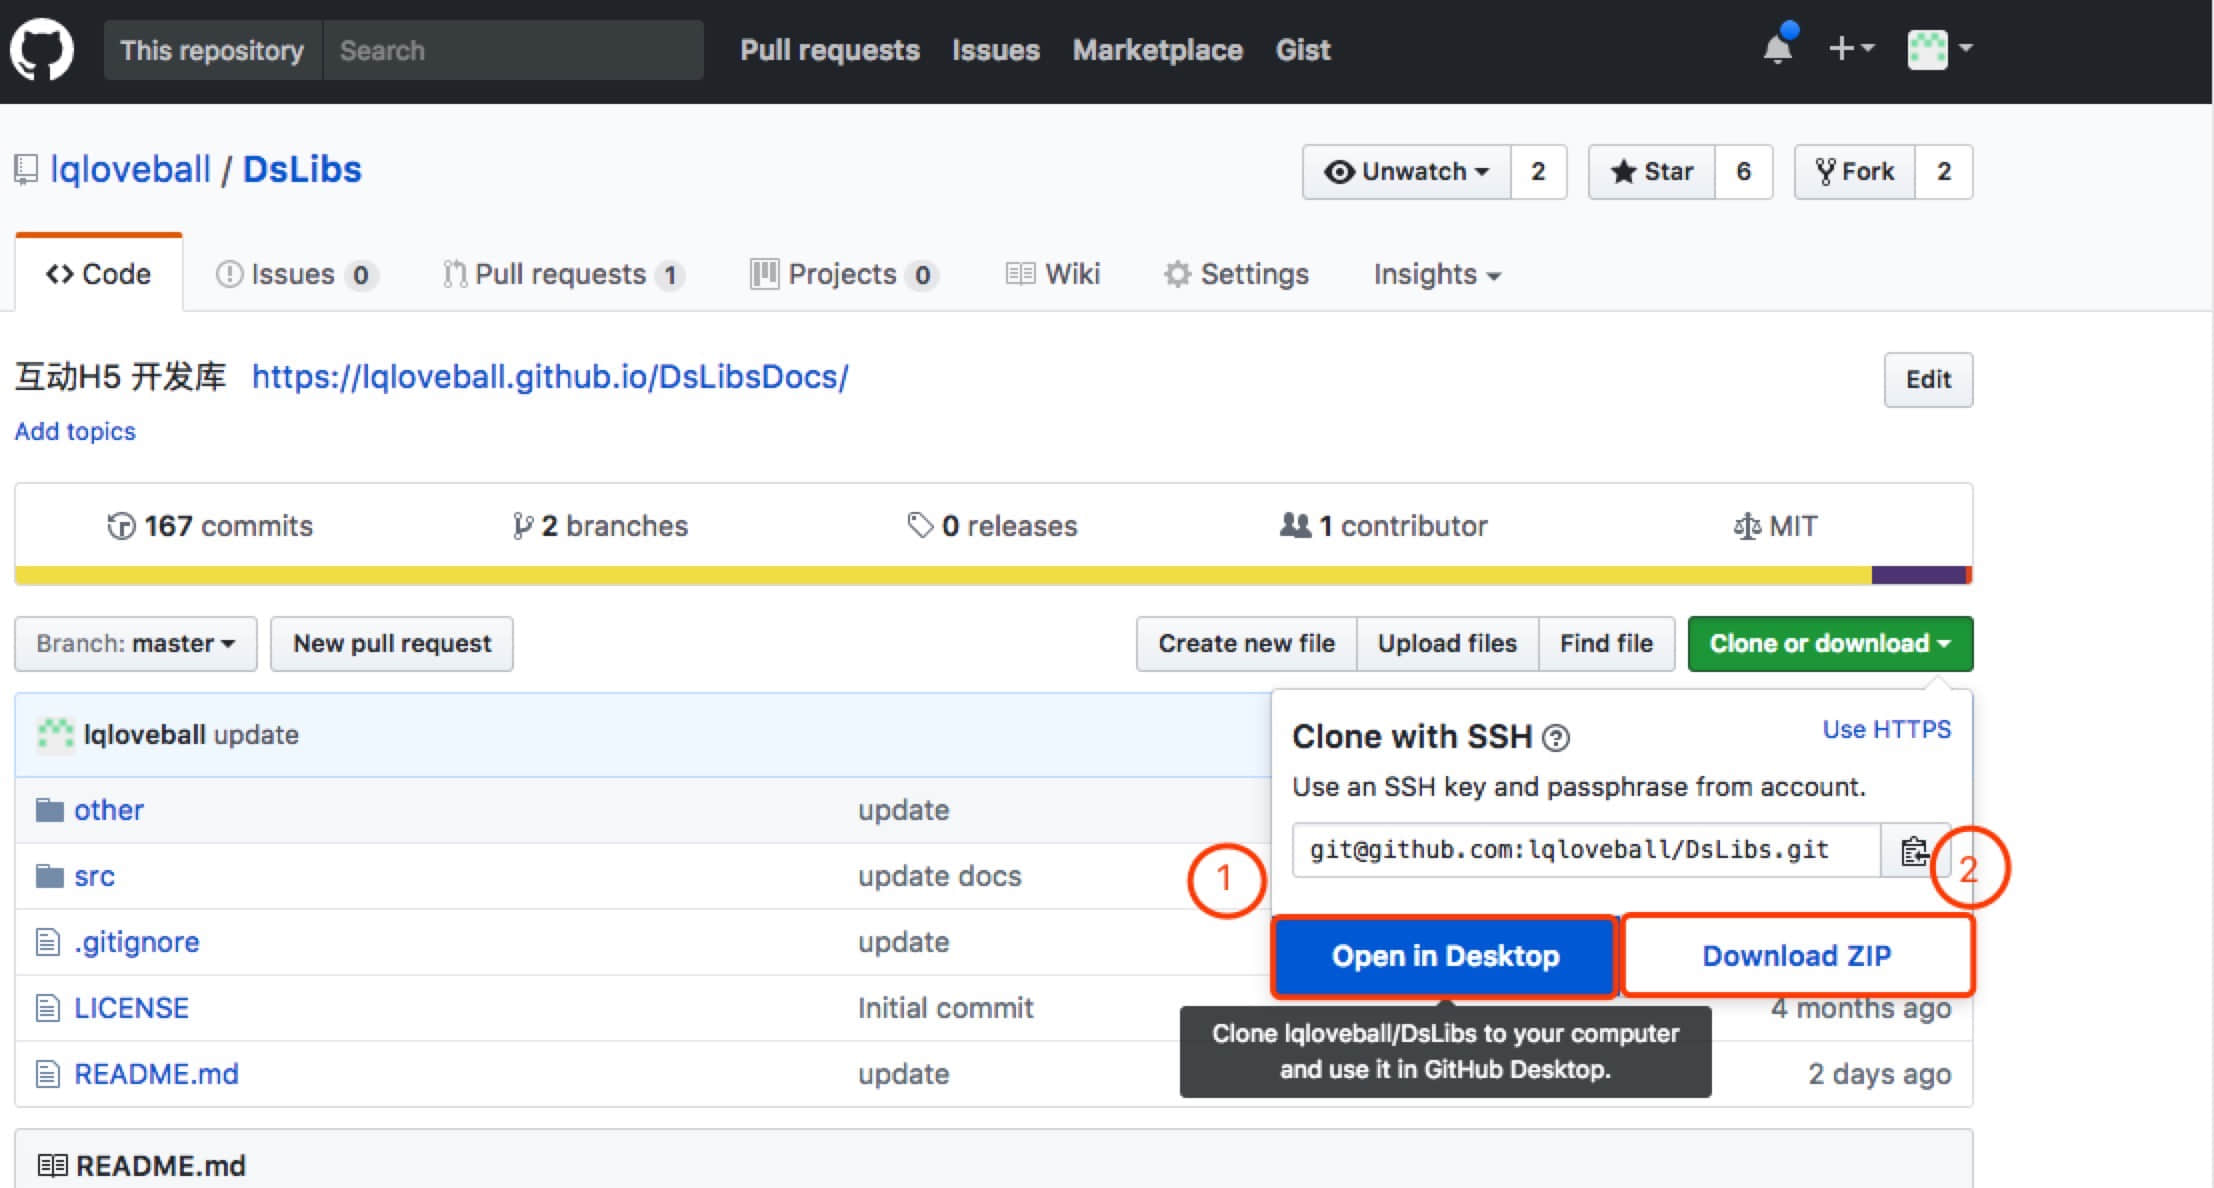 This repository Search Pull requests Issues Marketplace Gist
lqloveball / DsLibs Unwatch 2 Star 6 Fork 2
Code Issues 0 Pull requests 1 Projects 0 Wiki Settings Insights
互动H5 开发库 https://lqloveball.github.io/DsLibsDocs/ Edit
Add topics
167 commits 2 branches 0 releases 1 contributor MIT
Branch: master New pull request Create new file Upload files Find file Clone or download
lqloveball update
Clone with SSH ? Use HTTPS
Use an SSH key and passphrase from account.
other update
git@github.com:lqloveball/DsLibs.git
src update docs
1 2
.gitignore update
Open in Desktop Download ZIP
LICENSE Initial commit 4 months ago
Clone lqloveball/DsLibs to your computer
and use it in GitHub Desktop.
README.md update 2 days ago
README.md